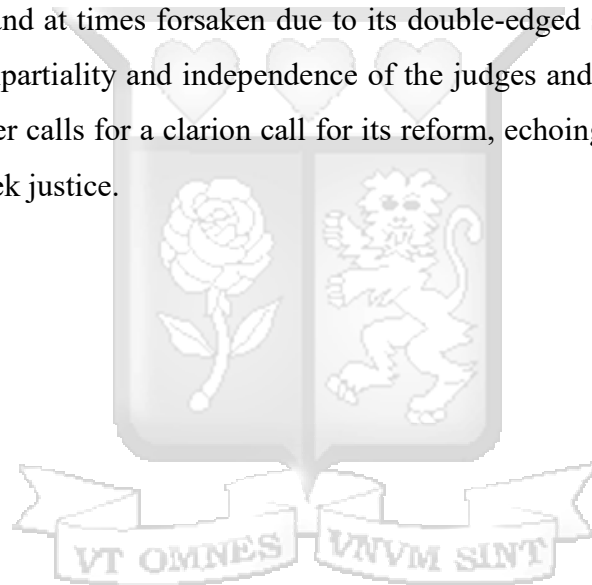 and at times forsaken due to its double-edged
partiality and independence of the judges and
er calls for a clarion call for its reform, echoing
ek justice.
VT OMNES VNVM SINT